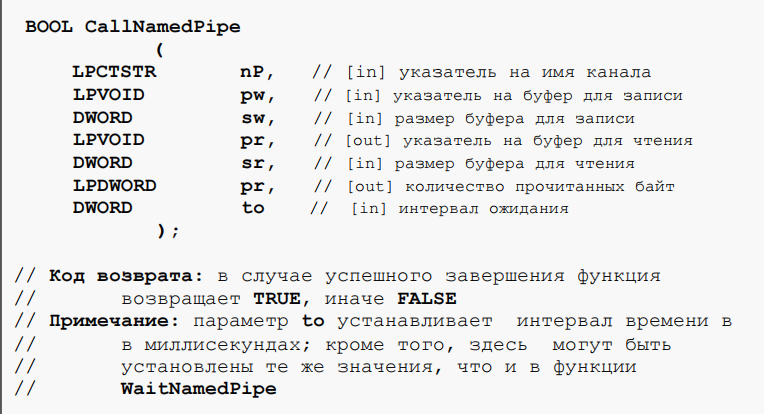 BOOL CallNamedPipe
(
LPCTSTR nP, // [in] указатель на имя канала
LPVOID pw, // [in] указатель на буфер для записи
DWORD sw, // [in] размер буфера для записи
LPVOID pr, // [out] указатель на буфер для чтения
DWORD sr, // [in] размер буфера для чтения
LPDWORD pr, // [out] количество прочитанных байт
DWORD to // [in] интервал ожидания
);
// Код возврата: в случае успешного завершения функция
// возвращает TRUE, иначе FALSE
// Примечание: параметр to устанавливает интервал времени в
// в миллисекундах; кроме того, здесь могут быть
// установлены те же значения, что и в функции
// WaitNamedPipe